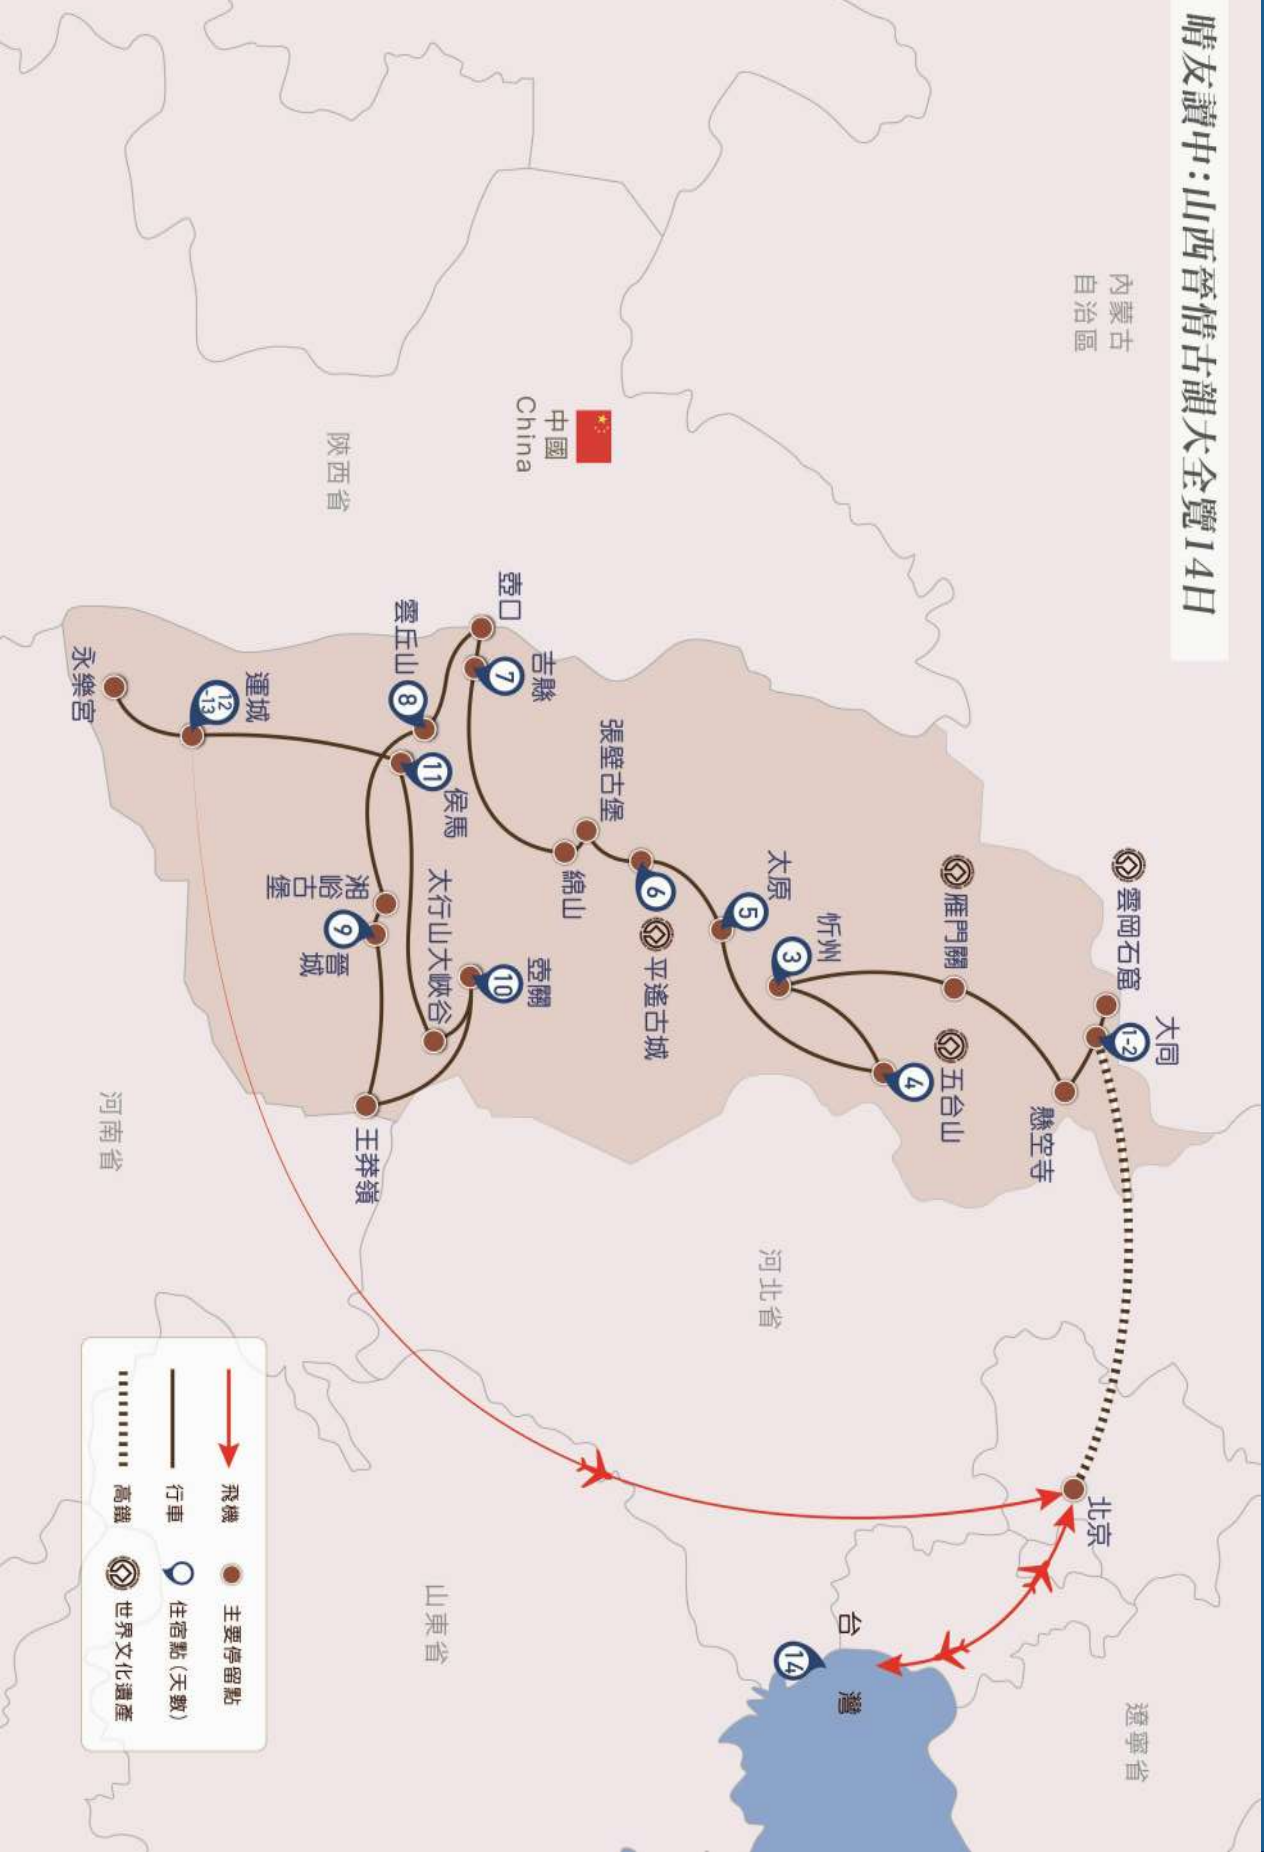 晴友讀中：山西晉情古韻大全覽14日
內蒙古
自治區
遼寧省
大同
雲岡石窟
1-2
北京
懸空寺
雁門關
五台山
4
忻州
3
太原
5
台灣
14
河北省
平遙古城
6
張壁古堡
綿山
中國
China
吉縣
7
壺口
壺關
10
太行山大峽谷
侯馬
11
雲丘山
8
山東省
王莽嶺
湘峪古堡
9
晉城
陝西省
運城
12
-13
永樂宮
河南省
飛機
主要停留點
行車
住宿點(天數)
高鐵
世界文化遺產